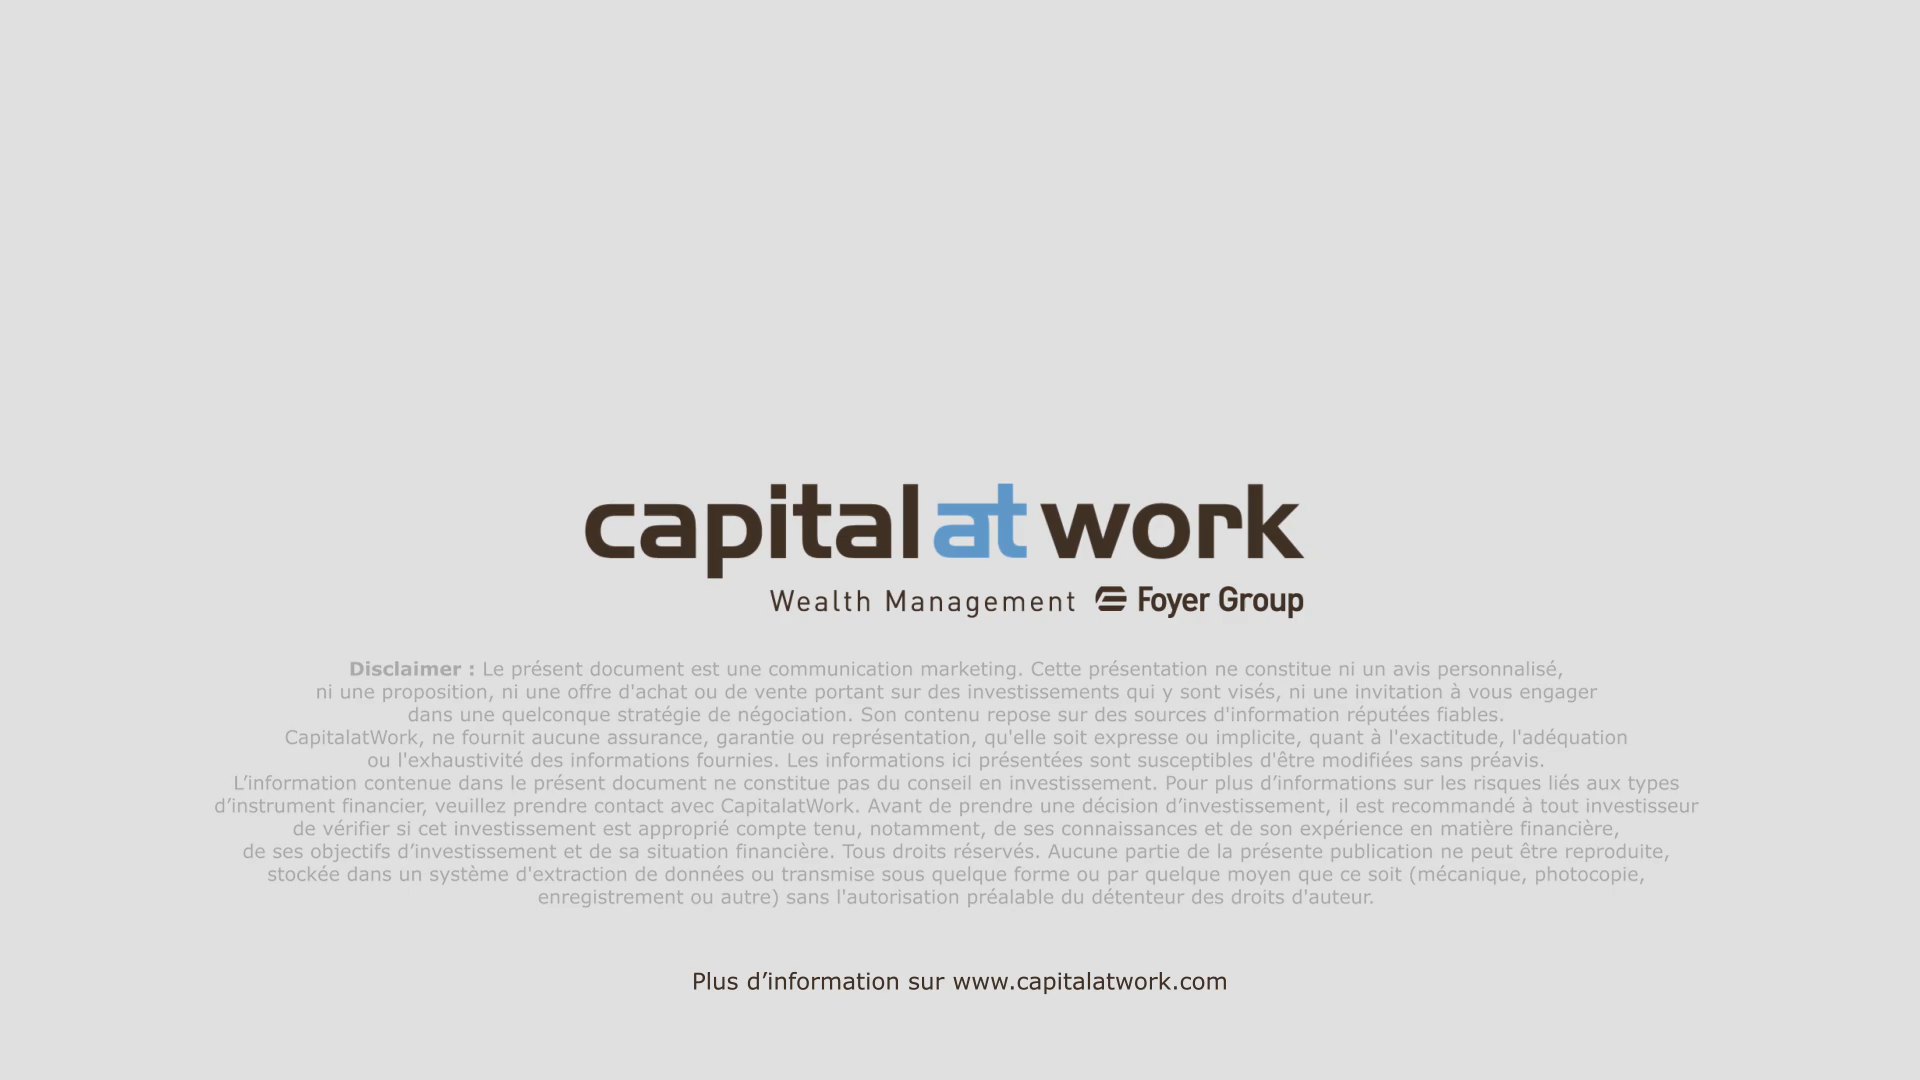 capital at work
Wealth Management Foyer Group
Disclaimer : Le présent document est une communication marketing. Cette présentation ne constitue ni un avis personnalisé,
ni une proposition, ni une offre d'achat ou de vente portant sur des investissements qui y sont visés, ni une invitation à vous engager
dans une quelconque stratégie de négociation. Son contenu repose sur des sources d'information réputées fiables.
CapitalatWork, ne fournit aucune assurance, garantie ou représentation, qu'elle soit expresse ou implicite, quant à l'exactitude, l'adéquation
ou l'exhaustivité des informations fournies. Les informations ici présentées sont susceptibles d'être modifiées sans préavis.
L’information contenue dans le présent document ne constitue pas du conseil en investissement. Pour plus d’informations sur les risques liés aux types
d’instrument financier, veuillez prendre contact avec CapitalatWork. Avant de prendre une décision d’investissement, il est recommandé à tout investisseur
de vérifier si cet investissement est approprié compte tenu, notamment, de ses connaissances et de son expérience en matière financière,
de ses objectifs d’investissement et de sa situation financière. Tous droits réservés. Aucune partie de la présente publication ne peut être reproduite,
stockée dans un système d'extraction de données ou transmise sous quelque forme ou par quelque moyen que ce soit (mécanique, photocopie,
enregistrement ou autre) sans l'autorisation préalable du détenteur des droits d'auteur.
Plus d’information sur www.capitalatwork.com